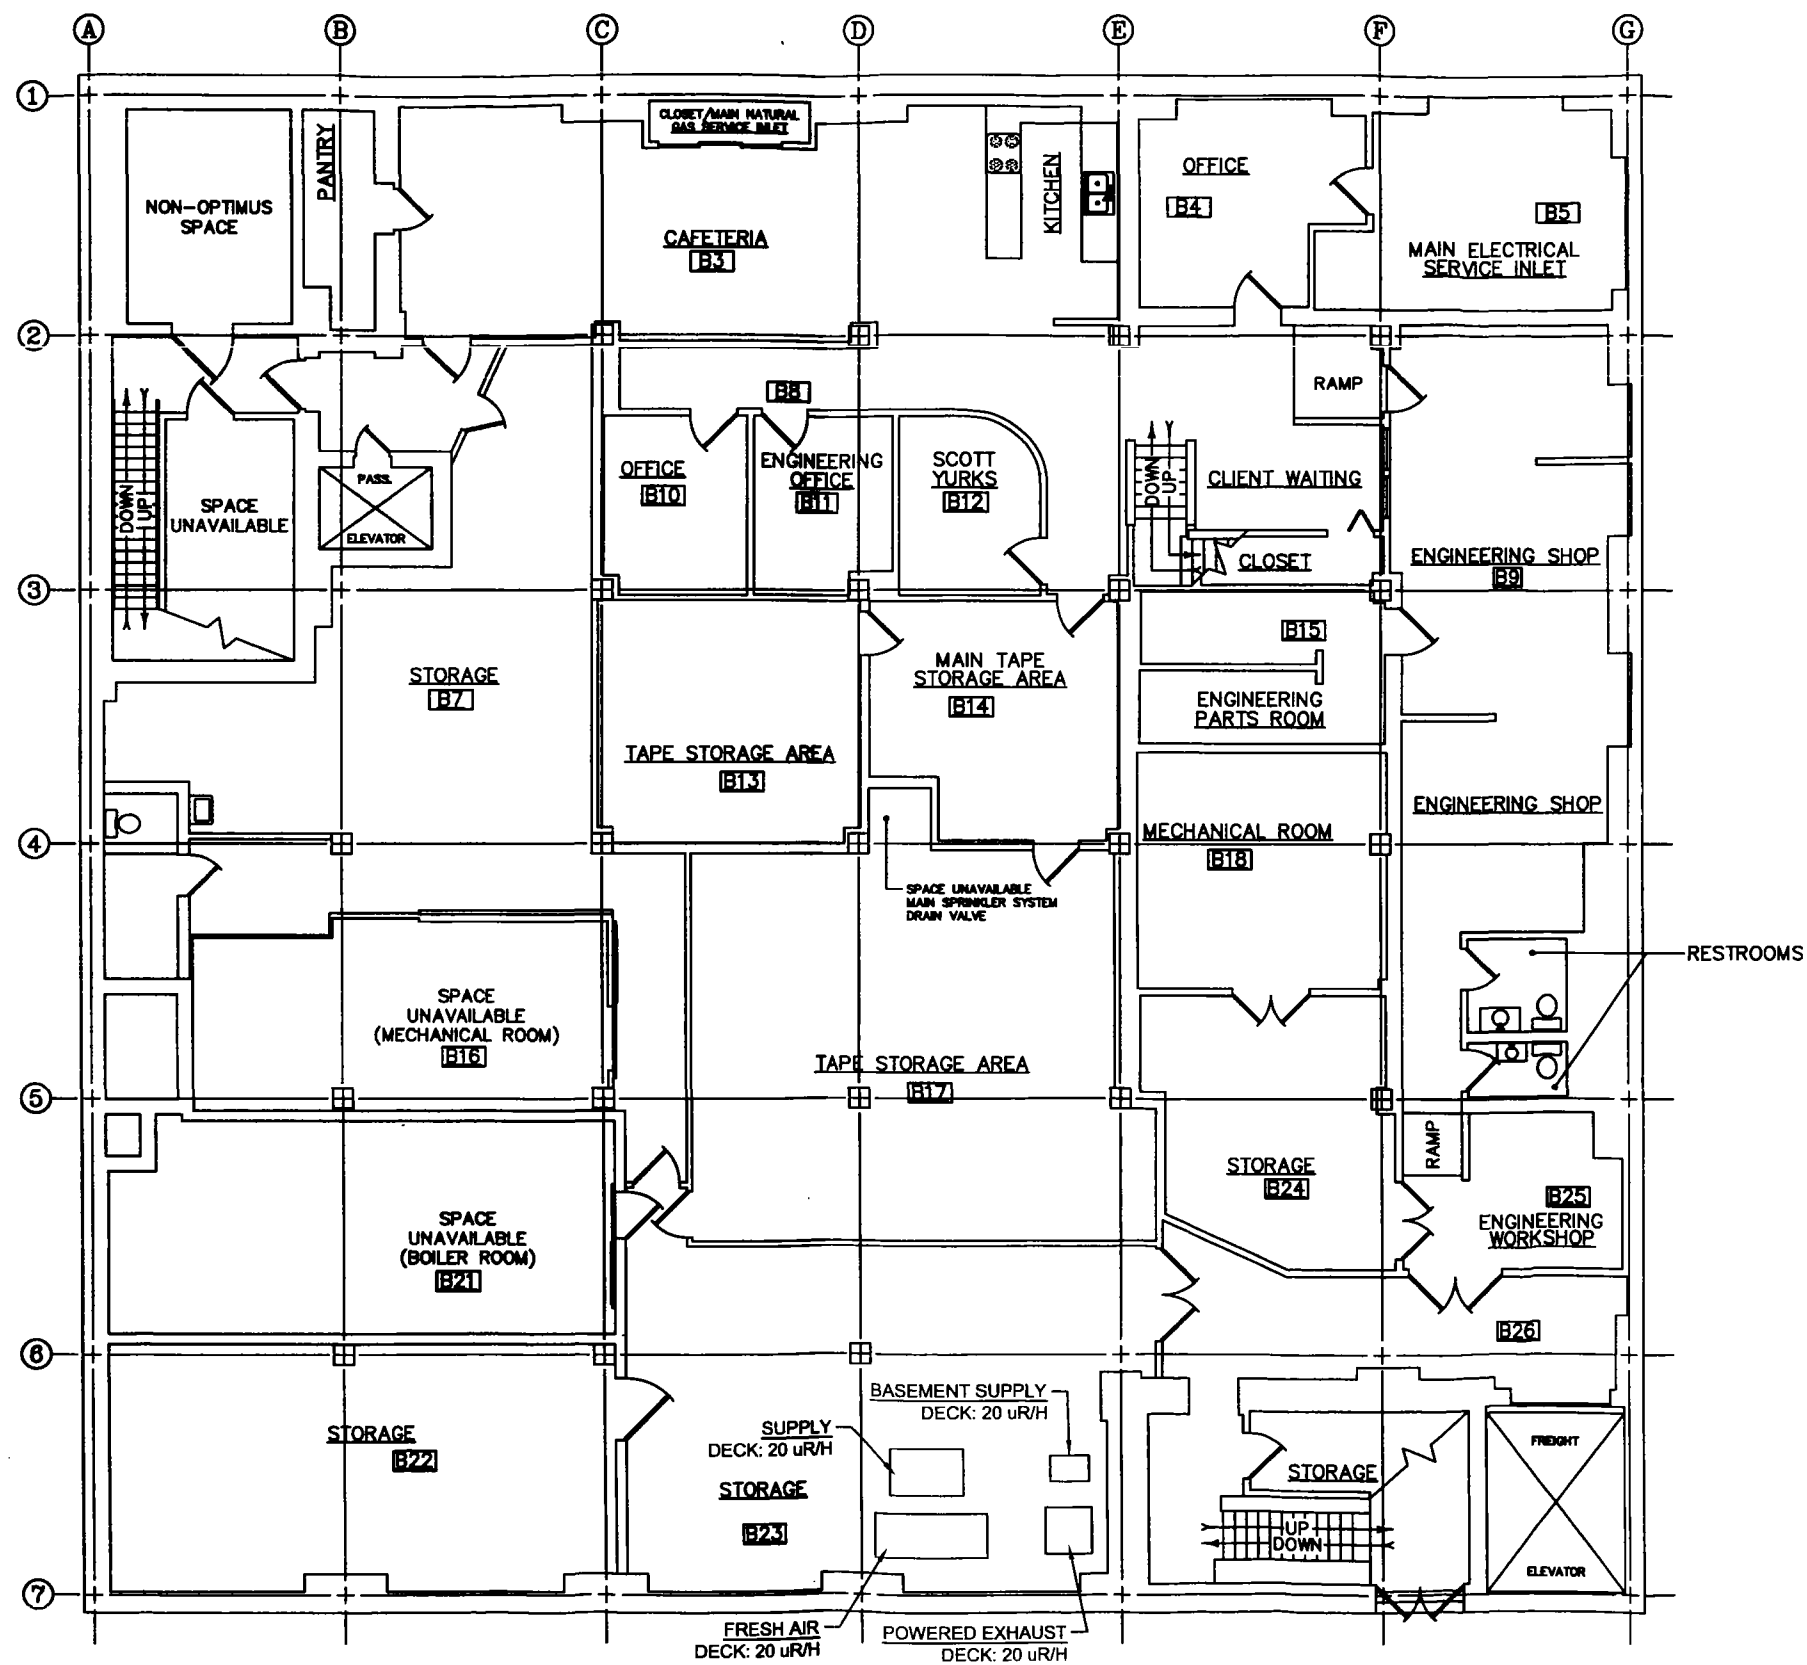 A B C D E F G
1
CLOSET/MAIN NATURAL
GAS SERVICE INLET
PANTRY
NON-OPTIMUS
SPACE
CAFETERIA
B3
KITCHEN
OFFICE
B4
B5
MAIN ELECTRICAL
SERVICE INLET
2
RAMP
B8
OFFICE
B10
ENGINEERING
OFFICE
B11
SCOTT
YURKS
B12
DOWN
UP
CLIENT WAITING
CLOSET
PASS.
ELEVATOR
SPACE
UNAVAILABLE
DOWN
UP
ENGINEERING SHOP
B9
3
B15
STORAGE
B7
MAIN TAPE
STORAGE AREA
B14
ENGINEERING
PARTS ROOM
TAPE STORAGE AREA
B13
ENGINEERING SHOP
MECHANICAL ROOM
B18
4
SPACE UNAVAILABLE
MAIN SPRINKLER SYSTEM
DRAIN VALVE
RESTROOMS
SPACE
UNAVAILABLE
(MECHANICAL ROOM)
B16
TAPE STORAGE AREA
B17
5
RAMP
STORAGE
B24
B25
ENGINEERING
WORKSHOP
SPACE
UNAVAILABLE
(BOILER ROOM)
B21
B26
6
BASEMENT SUPPLY
DECK: 20 uR/H
SUPPLY
DECK: 20 uR/H
STORAGE
B22
STORAGE
B23
STORAGE
FREIGHT
ELEVATOR
UP
DOWN
7
FRESH AIR
DECK: 20 uR/H
POWERED EXHAUST
DECK: 20 uR/H